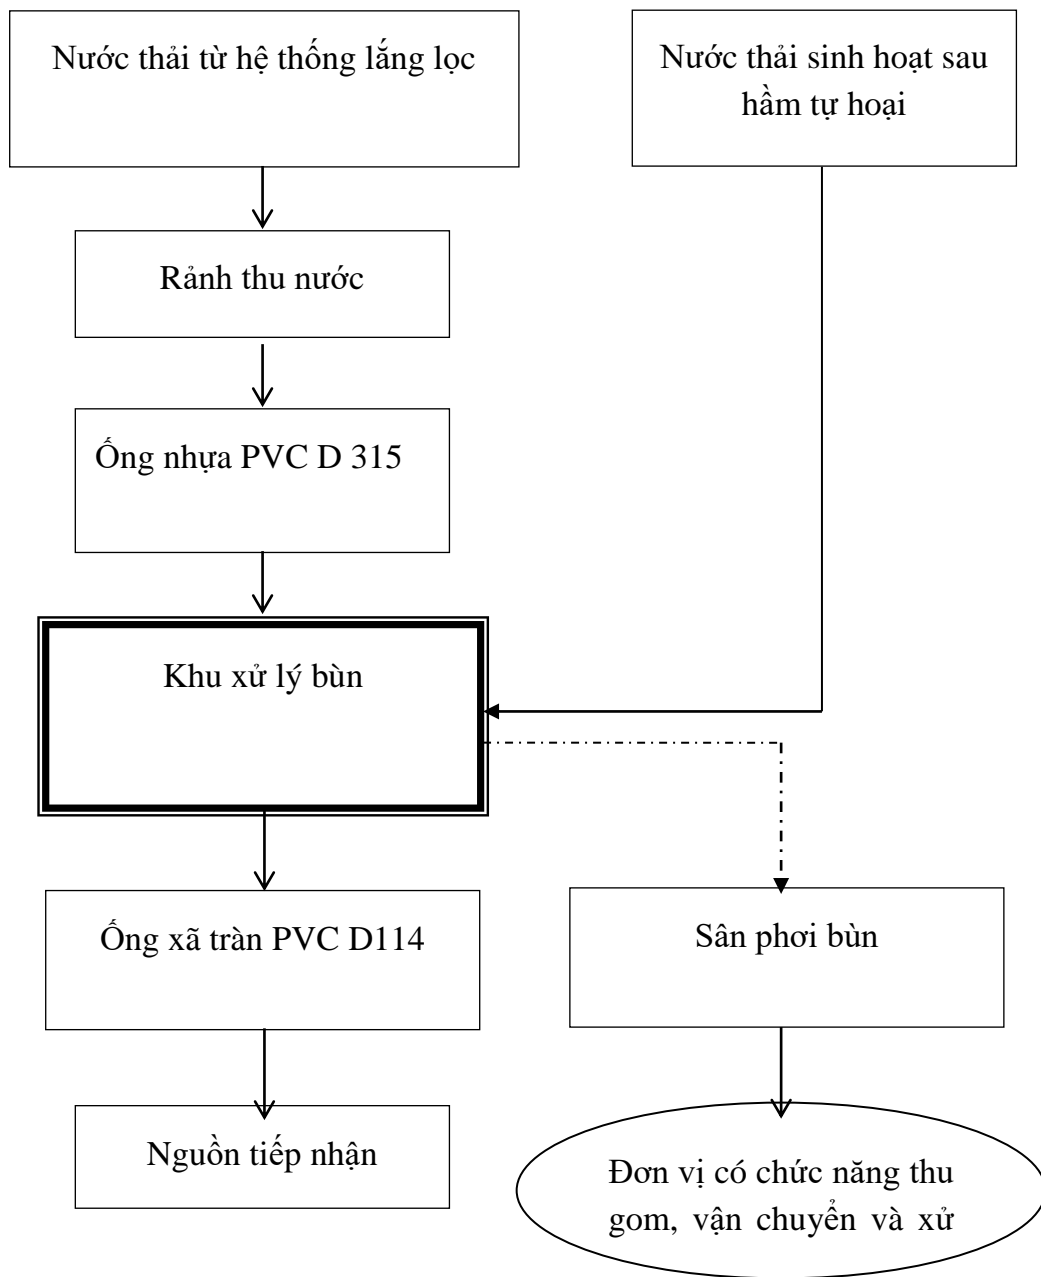 Nước thải từ hệ thống lắng lọc
Nước thải sinh hoạt sau
hầm tự hoại
Rảnh thu nước
Ống nhựa PVC D 315
Khu xử lý bùn
Ống xã tràn PVC D114
Sân phơi bùn
Nguồn tiếp nhận
Đơn vị có chức năng thu
gom, vận chuyển và xử